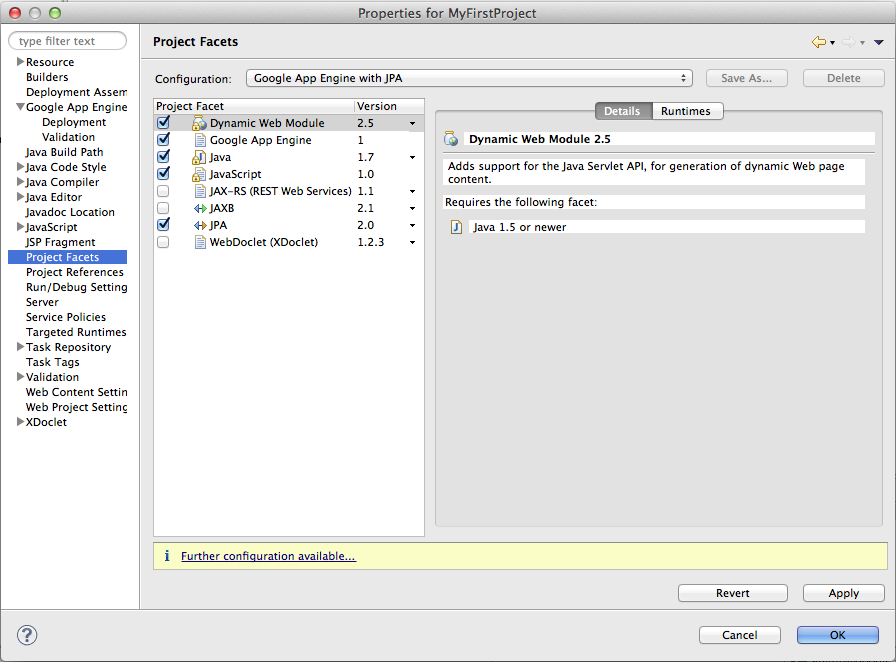 Properties for MyFirstProject
type filter text
Resource
Builders
Deployment Assem
Google App Engine
Deployment
Validation
Java Build Path
Java Code Style
Java Compiler
Java Editor
Javadoc Location
JavaScript
JSP Fragment
Project Facets
Project References
Run/Debug Setting
Server
Service Policies
Targeted Runtimes
Task Repository
Task Tags
Validation
Web Content Settin
Web Project Setting
XDoclet
Project Facets
Configuration: Google App Engine with JPA Save As... Delete
Project Facet Version
Dynamic Web Module 2.5
Google App Engine 1
Java 1.7
JavaScript 1.0
JAX-RS (REST Web Services) 1.1
JAXB 2.1
JPA 2.0
WebDoclet (XDoclet) 1.2.3
Details Runtimes
Dynamic Web Module 2.5
Adds support for the Java Servlet API, for generation of dynamic Web page
content.
Requires the following facet:
Java 1.5 or newer
i Further configuration available...
Revert Apply
? Cancel OK